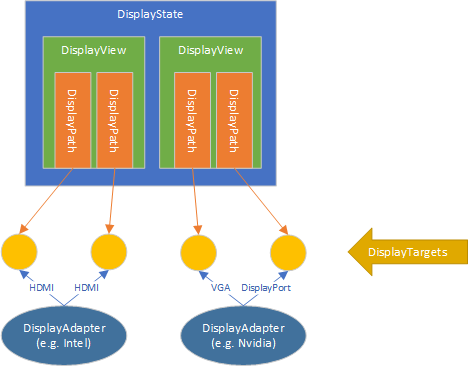 DisplayState
DisplayView
DisplayView
DisplayPath
DisplayPath
DisplayPath
DisplayPath
DisplayTargets
HDMI
HDMI
VGA
DisplayPort
DisplayAdapter
(e.g. Intel)
DisplayAdapter
(e.g. Nvidia)